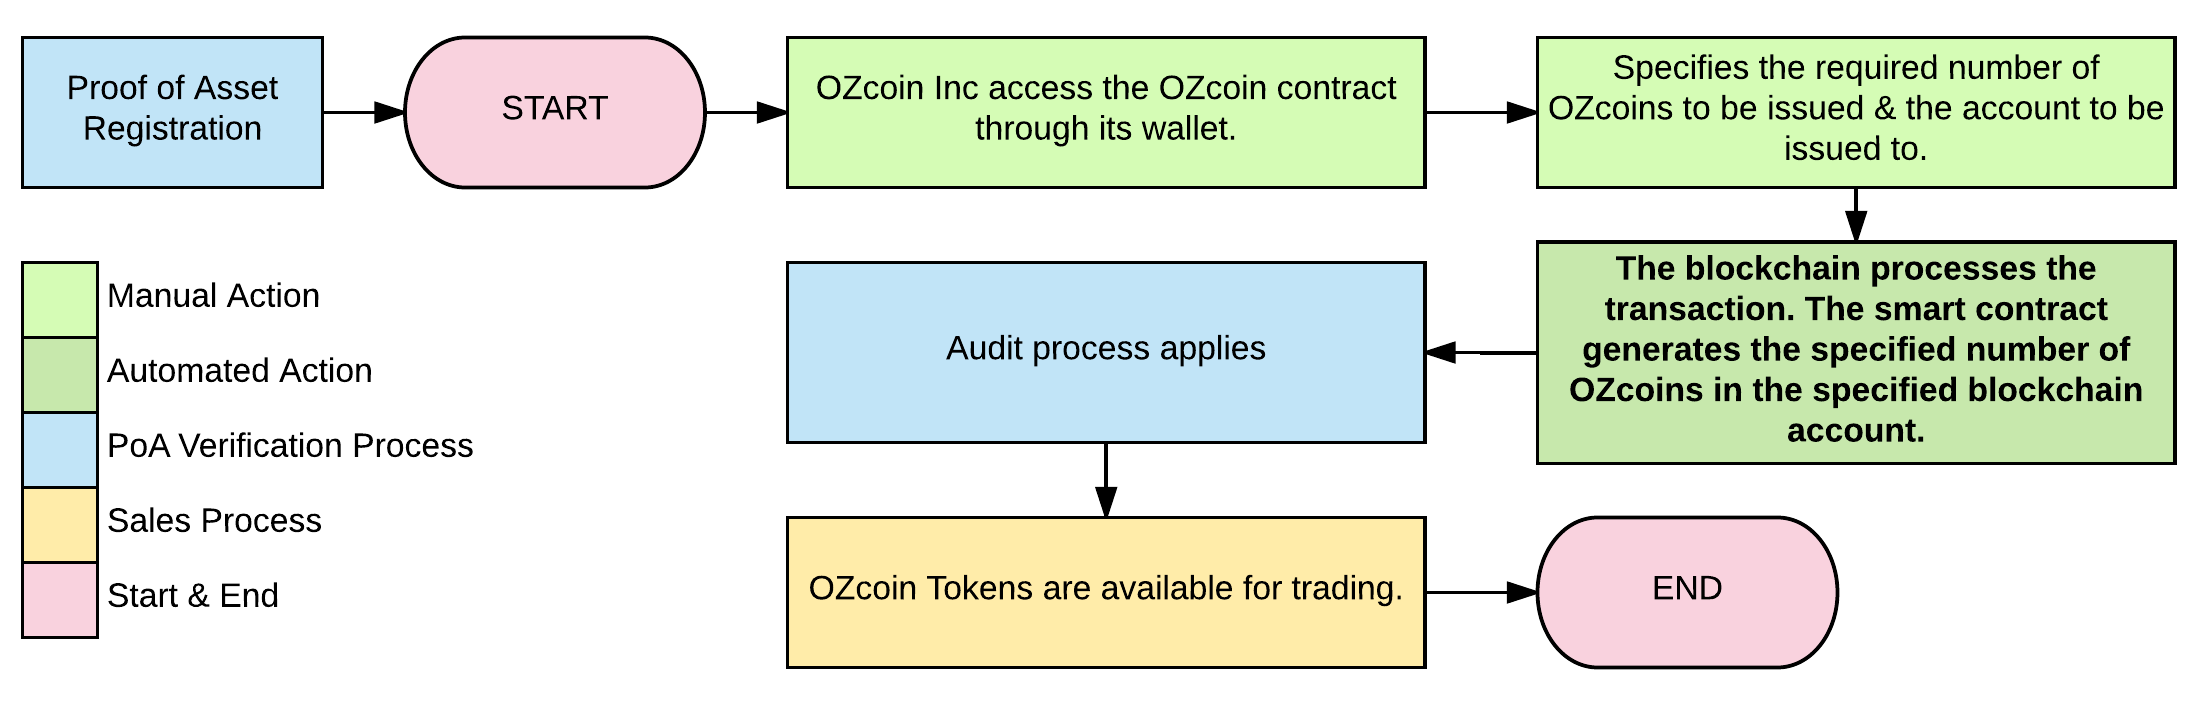 Proof of Asset
Registration
START
OZcoin Inc access the OZcoin contract
through its wallet.
Specifies the required number of
OZcoins to be issued & the account to be
issued to.
The blockchain processes the
transaction. The smart contract
generates the specified number of
OZcoins in the specified blockchain
account.
Audit process applies
OZcoin Tokens are available for trading.
END
Manual Action
Automated Action
PoA Verification Process
Sales Process
Start & End